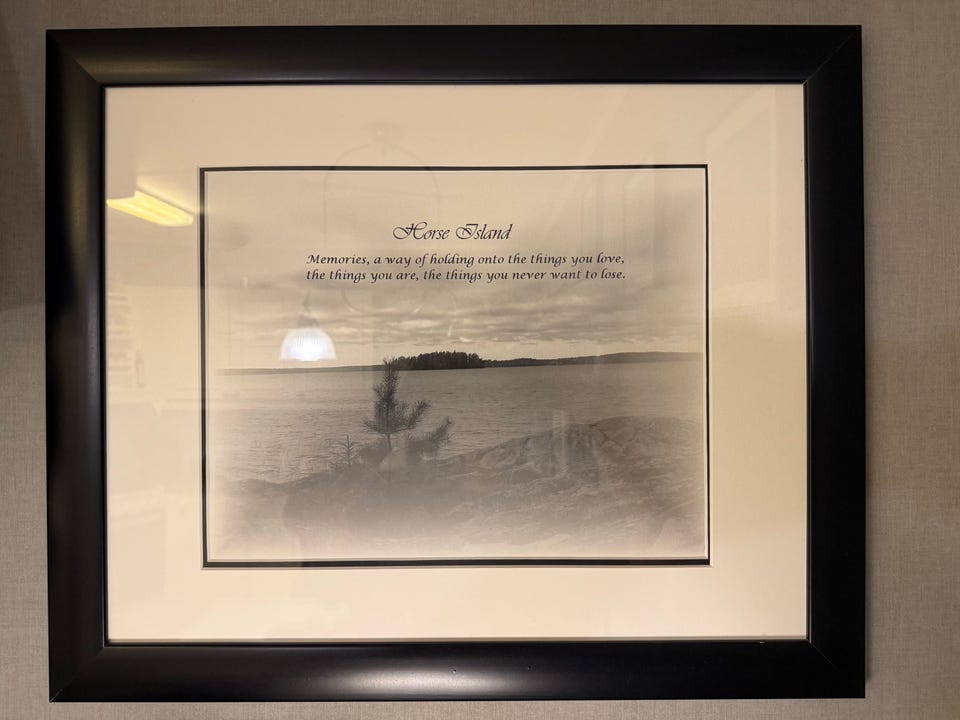 Horse Island
Memories, a way of holding onto the things you love,
the things you are, the things you never want to lose.